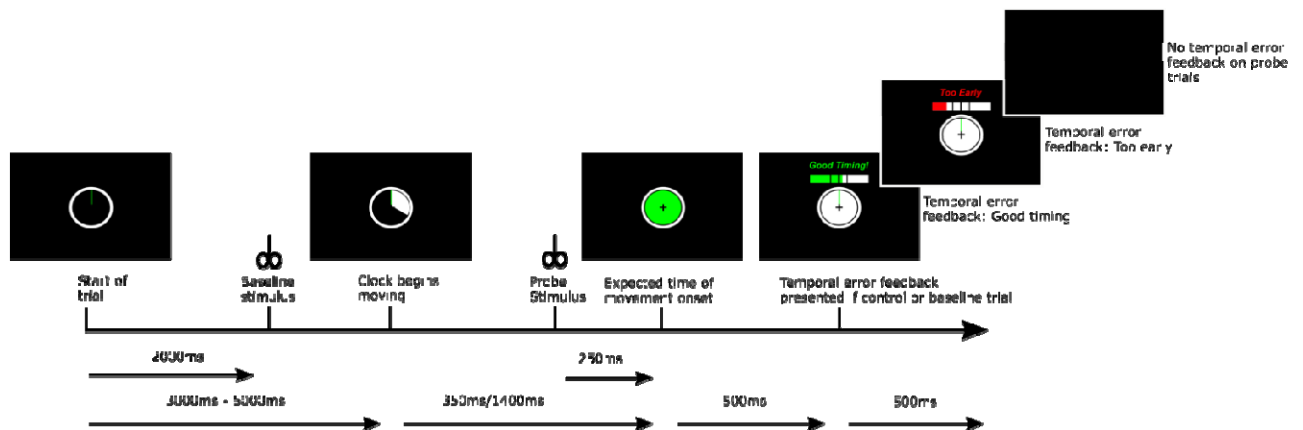 No temporal error
feedback on probe
trials
Too Early
Temporal error
feedback: Too early
Good Timing!
Temporal error
feedback: Good timing
Start of
trial
Baseline
stimulus
Clock begins
moving
Probe
Stimulus
Expected time of
movement onset
Temporal error feedback
presented if control or baseline trial
2000ms
250ms
3000ms - 5000ms
350ms/1400ms
500ms
500ms